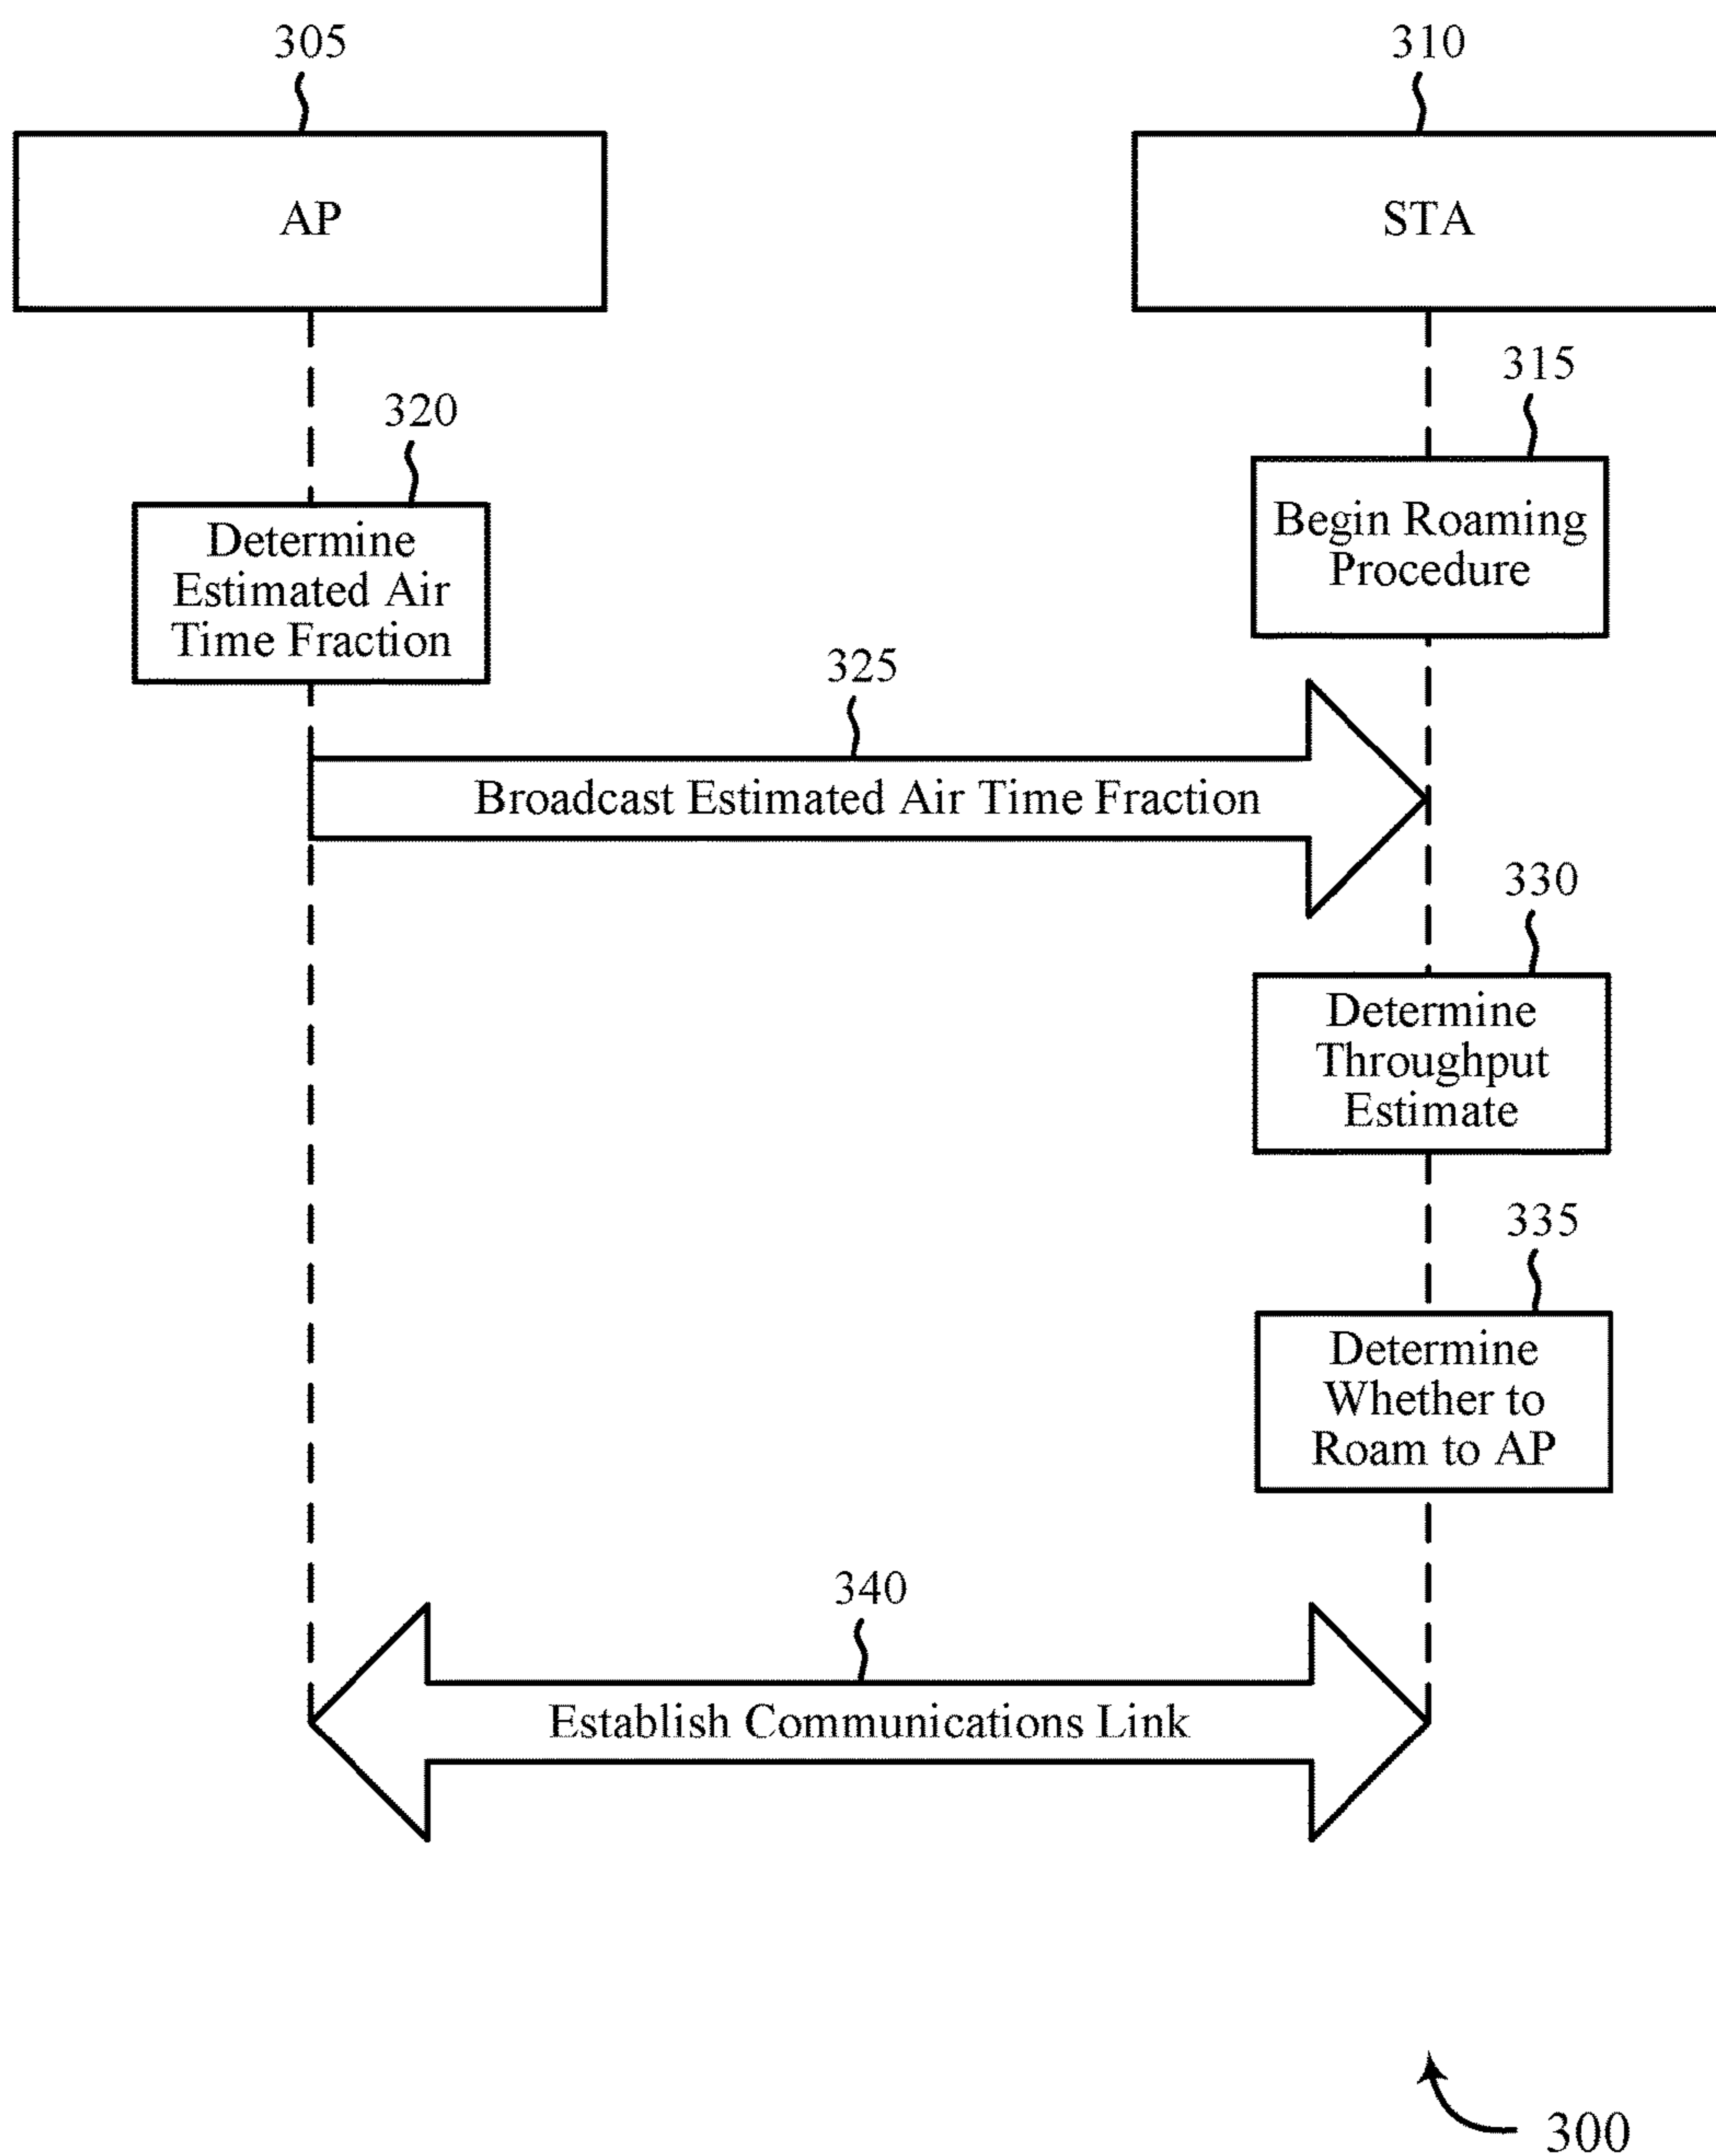 305
310
AP
STA
315
320
Begin Roaming
Procedure
Determine
Estimated Air
Time Fraction
325
Broadcast Estimated Air Time Fraction
330
Determine
Throughput
Estimate
335
Determine
Whether to
Roam to AP
340
Establish Communications Link
300